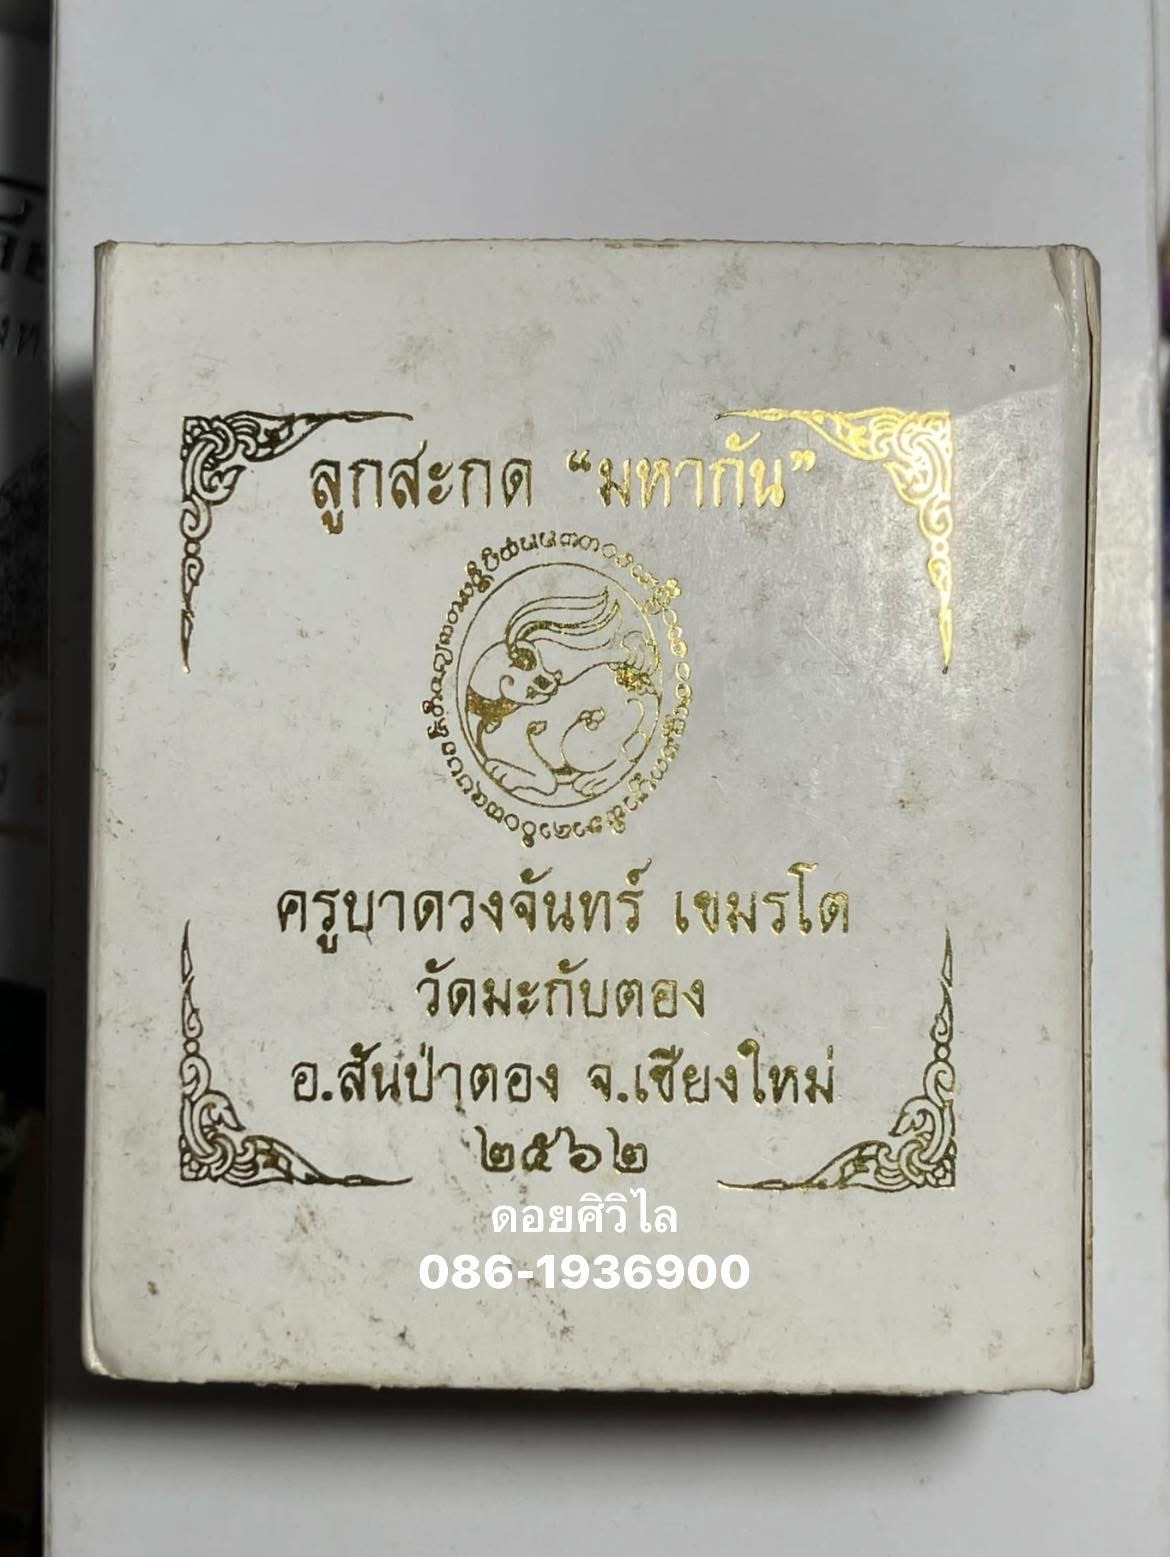 ลูกสะกด “มหากัน”
ครูบาดวงจันทร์ เขมรโต
วัดมะกับตอง
อ.สันป่าตอง จ.เชียงใหม่
๒๕๖๒
ดอยศิวิไล
086-1936900